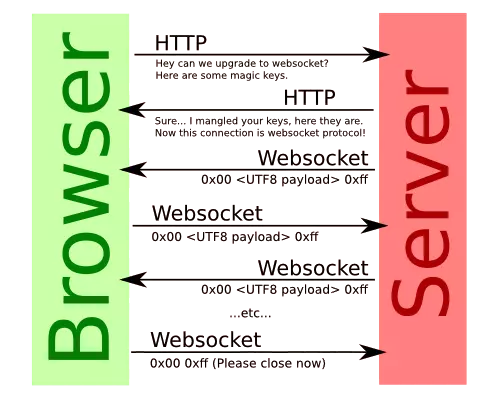 Browser
Server
HTTP
Hey can we upgrade to websocket?
Here are some magic keys.
HTTP
Sure... I mangled your keys, here they are.
Now this connection is websocket protocol!
Websocket
0x00 <UTF8 payload> 0xff
Websocket
0x00 <UTF8 payload> 0xff
Websocket
0x00 <UTF8 payload> 0xff
...etc...
Websocket
0x00 0xff (Please close now)